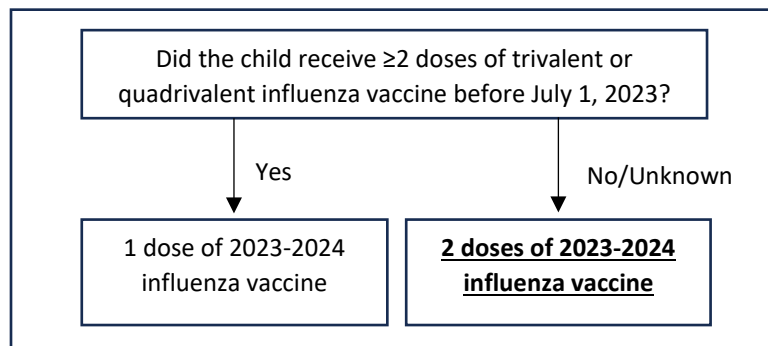 Did the child receive ≥2 doses of trivalent or
quadrivalent influenza vaccine before July 1, 2023?
Yes
No/Unknown
1 dose of 2023-2024
influenza vaccine
2 doses of 2023-2024
influenza vaccine